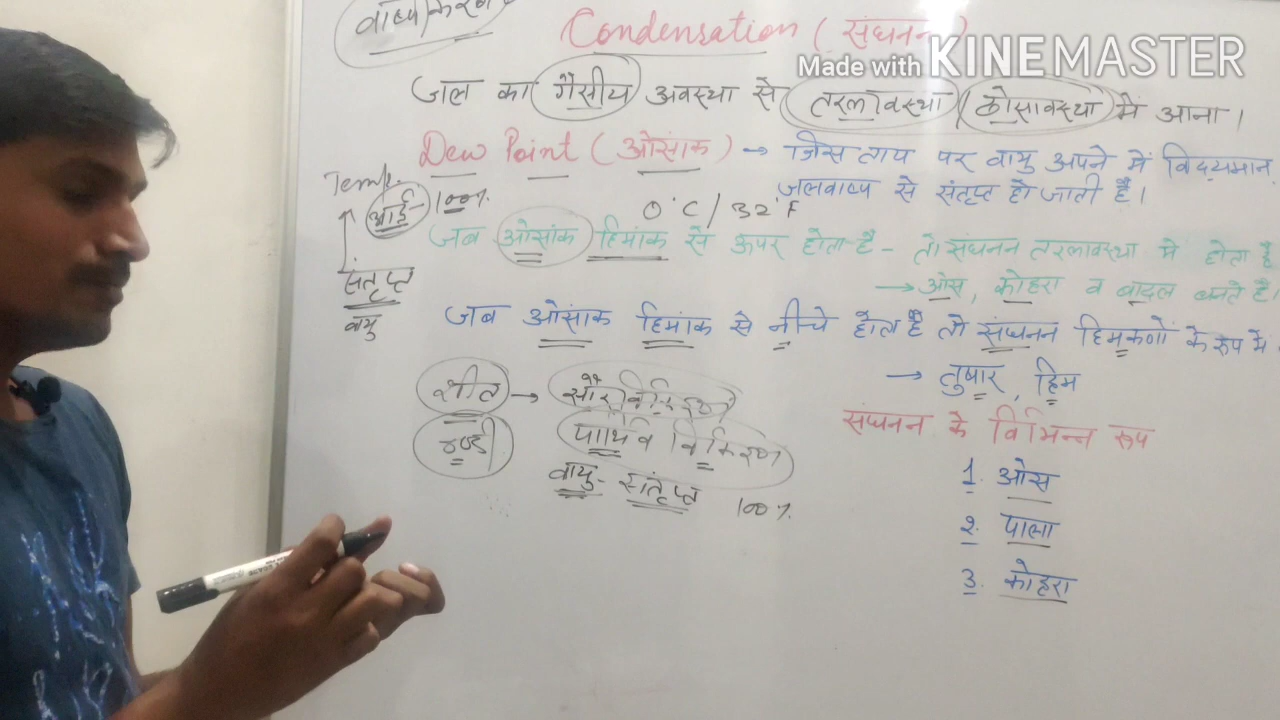 वाष्पीकरण
Condensation (संघनन)
Made with KINEMASTER
जल का गैसीय अवस्था से तरलावस्था / ठोसावस्था में आना।
Dew Point (ओसांक) → जिस ताप पर वायु अपने में विद्यमान
जलवाष्प से संतृप्त हो जाती है।
Temp.
आर्द्र - 100%
0°C / 32°F
जब ओसांक हिमांक से ऊपर होता है - तो संघनन तरलावस्था में होता है
→ ओस, कोहरा व बादल बनते है।
संतृप्त
वायु
जब ओसांक हिमांक से नीचे होता है तो संघनन हिमकणों के रूप में
→ तुषार, हिम
शीत → सौर विकिरण
ठण्डी
पार्थिव विकिरण
वायु - संतृप्त 100%
संघनन के विभिन्न रूप
1. ओस
2. पाला
3. कोहरा